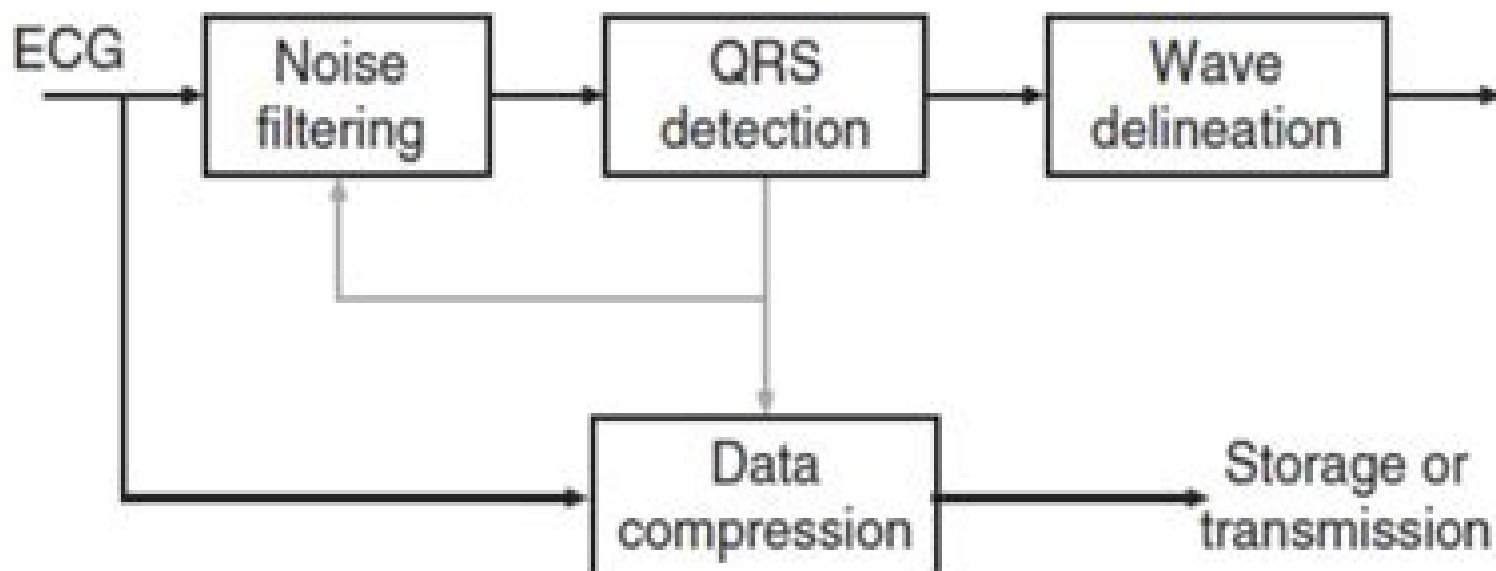 ECG
Noise
filtering
QRS
detection
Wave
delineation
Data
compression
Storage or
transmission